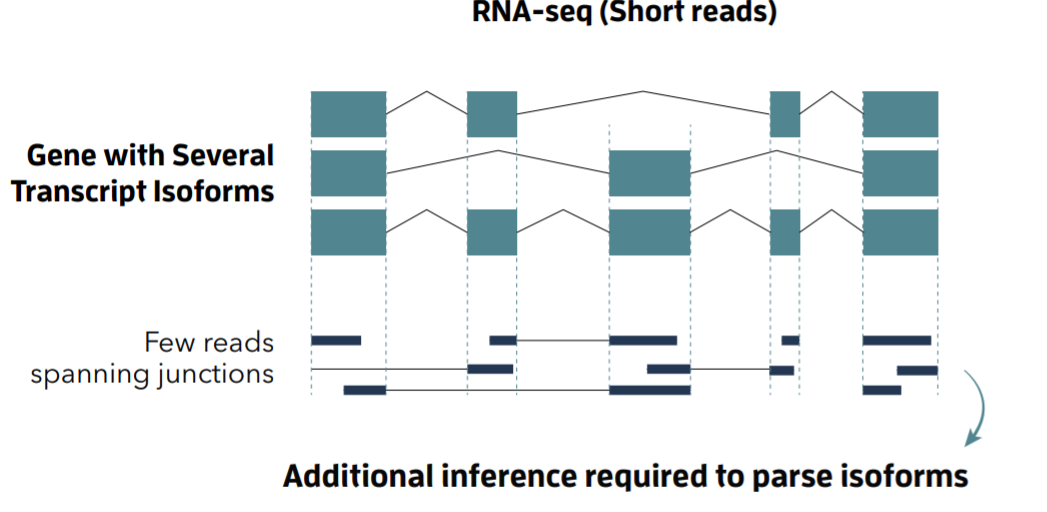 RNA-seq (Short reads)
Gene with Several
Transcript Isoforms
Few reads
spanning junctions
Additional inference required to parse isoforms